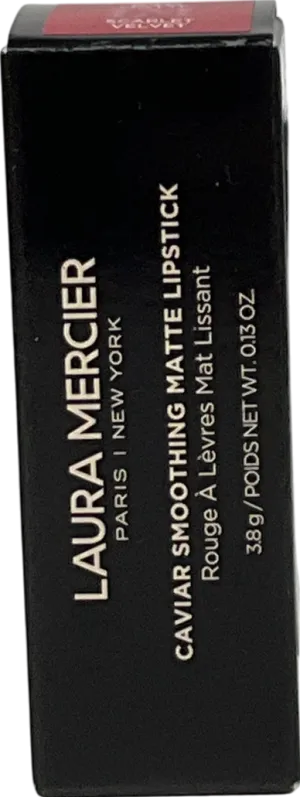 SCARLET
VELVET
LAURA MERCIER
PARIS | NEW YORK
CAVIAR SMOOTHING MATTE LIPSTICK
Rouge À Lèvres Mat Lissant
3.8 g / POIDS NET WT. 0.13 OZ.